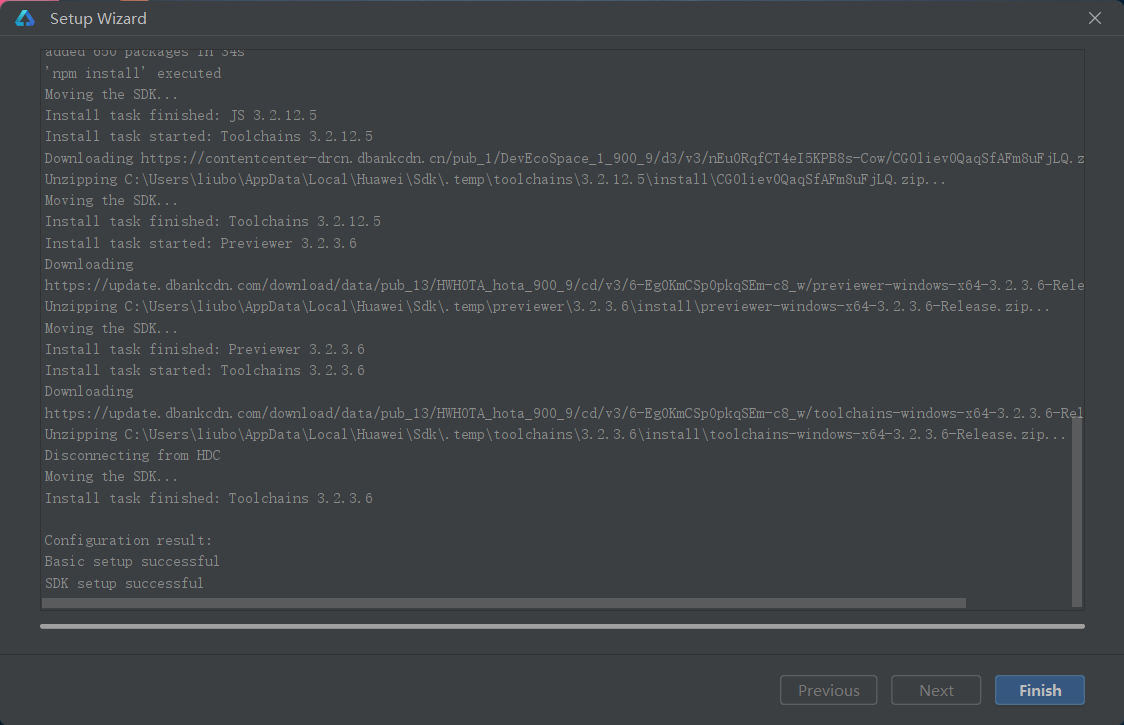 Setup Wizard
added 650 packages in 34s
'npm install' executed
Moving the SDK...
Install task finished: JS 3.2.12.5
Install task started: Toolchains 3.2.12.5
Downloading https://contentcenter-drcn.dbankcdn.cn/pub_1/DevEcoSpace_1_900_9/d3/v3/nEu0RqfCT4eI5KPB8s-Cow/CG0liev0QaqSfAFm8uFjLQ.z
Unzipping C:\Users\liubo\AppData\Local\Huawei\Sdk\.temp\toolchains\3.2.12.5\install\CG0liev0QaqSfAFm8uFjLQ.zip...
Moving the SDK...
Install task finished: Toolchains 3.2.12.5
Install task started: Previewer 3.2.3.6
Downloading
https://update.dbankcdn.com/download/data/pub_13/HWHOTA_hota_900_9/cd/v3/6-Eg0KmCSp0pkqSEm-c8_w/previewer-windows-x64-3.2.3.6-Rele
Unzipping C:\Users\liubo\AppData\Local\Huawei\Sdk\.temp\previewer\3.2.3.6\install\previewer-windows-x64-3.2.3.6-Release.zip...
Moving the SDK...
Install task finished: Previewer 3.2.3.6
Install task started: Toolchains 3.2.3.6
Downloading
https://update.dbankcdn.com/download/data/pub_13/HWHOTA_hota_900_9/cd/v3/6-Eg0KmCSp0pkqSEm-c8_w/toolchains-windows-x64-3.2.3.6-Rel
Unzipping C:\Users\liubo\AppData\Local\Huawei\Sdk\.temp\toolchains\3.2.3.6\install\toolchains-windows-x64-3.2.3.6-Release.zip...
Disconnecting from HDC
Moving the SDK...
Install task finished: Toolchains 3.2.3.6
Configuration result:
Basic setup successful
SDK setup successful
Previous
Next
Finish